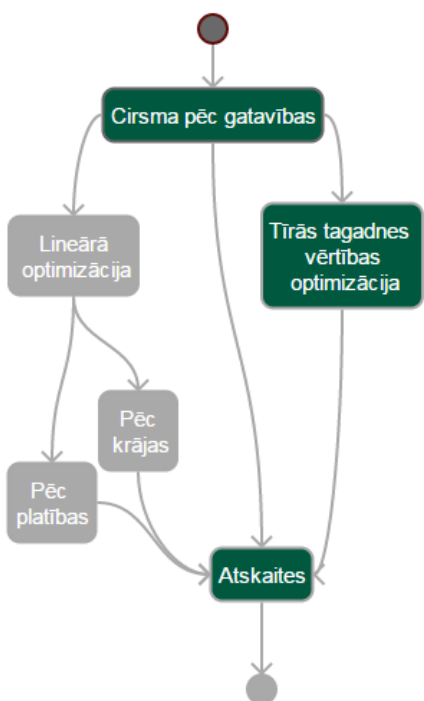 Cirsma pēc gatavības
Lineārā
optimizācija
Tīrās tagadnes
vērtības
optimizācija
Pēc
krājas
Pēc
platības
Atskaites